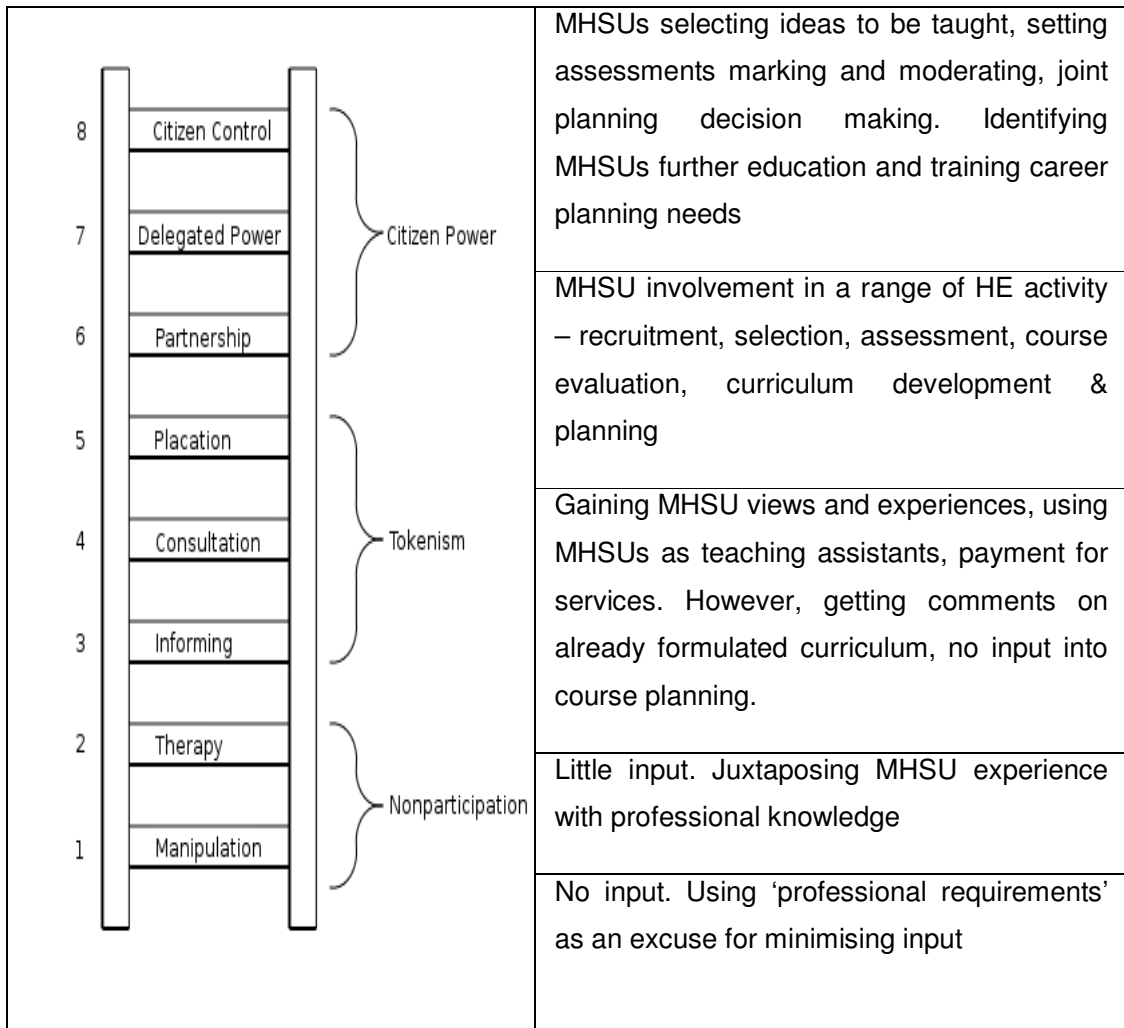 8 Citizen Control
7 Delegated Power
Citizen Power
6 Partnership
5 Placation
4 Consultation
Tokenism
3 Informing
2 Therapy
Nonparticipation
1 Manipulation
MHSUs selecting ideas to be taught, setting
assessments marking and moderating, joint
planning decision making. Identifying
MHSUs further education and training career
planning needs
MHSU involvement in a range of HE activity
– recruitment, selection, assessment, course
evaluation, curriculum development &
planning
Gaining MHSU views and experiences, using
MHSUs as teaching assistants, payment for
services. However, getting comments on
already formulated curriculum, no input into
course planning.
Little input. Juxtaposing MHSU experience
with professional knowledge
No input. Using ‘professional requirements’
as an excuse for minimising input